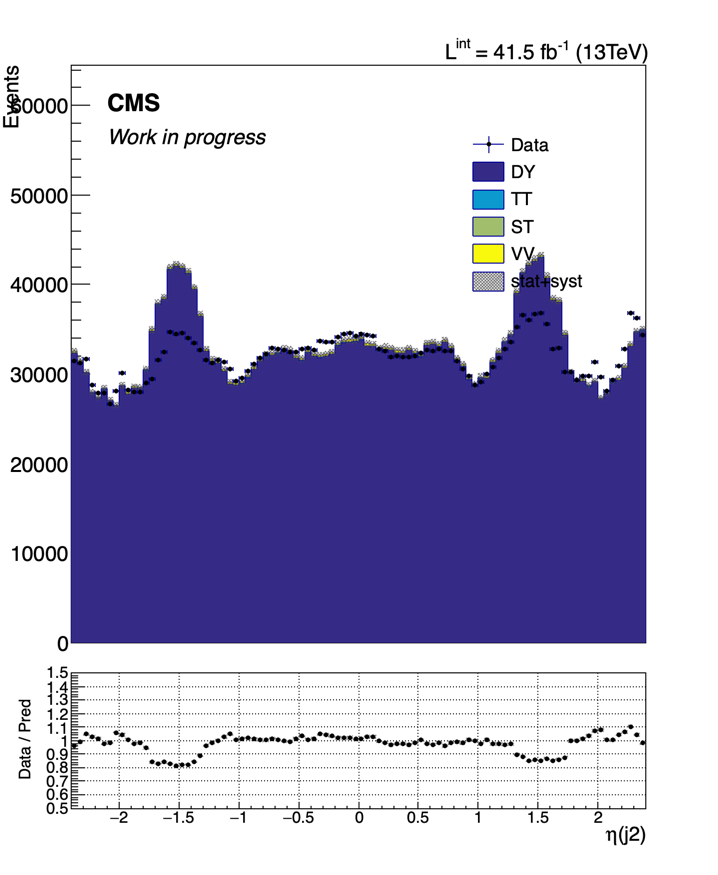 L^int = 41.5 fb^-1 (13TeV)
Events
CMS
Work in progress
Data
DY
TT
ST
VV
stat+syst
60000
50000
40000
30000
20000
10000
0
Data / Pred
1.5
1.4
1.3
1.2
1.1
1
0.9
0.8
0.7
0.6
0.5
−2 −1.5 −1 −0.5 0 0.5 1 1.5 2
η(j2)